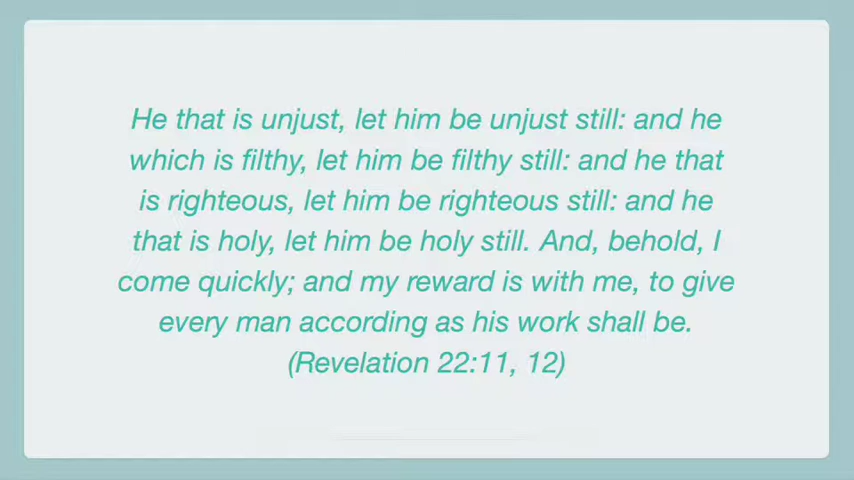 He that is unjust, let him be unjust still: and he
which is filthy, let him be filthy still: and he that
is righteous, let him be righteous still: and he
that is holy, let him be holy still. And, behold, I
come quickly; and my reward is with me, to give
every man according as his work shall be.
(Revelation 22:11, 12)